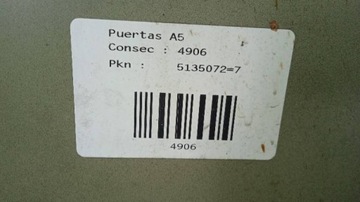 Puertas A5
Consec : 4906
Pkn : 5135072=7
4906